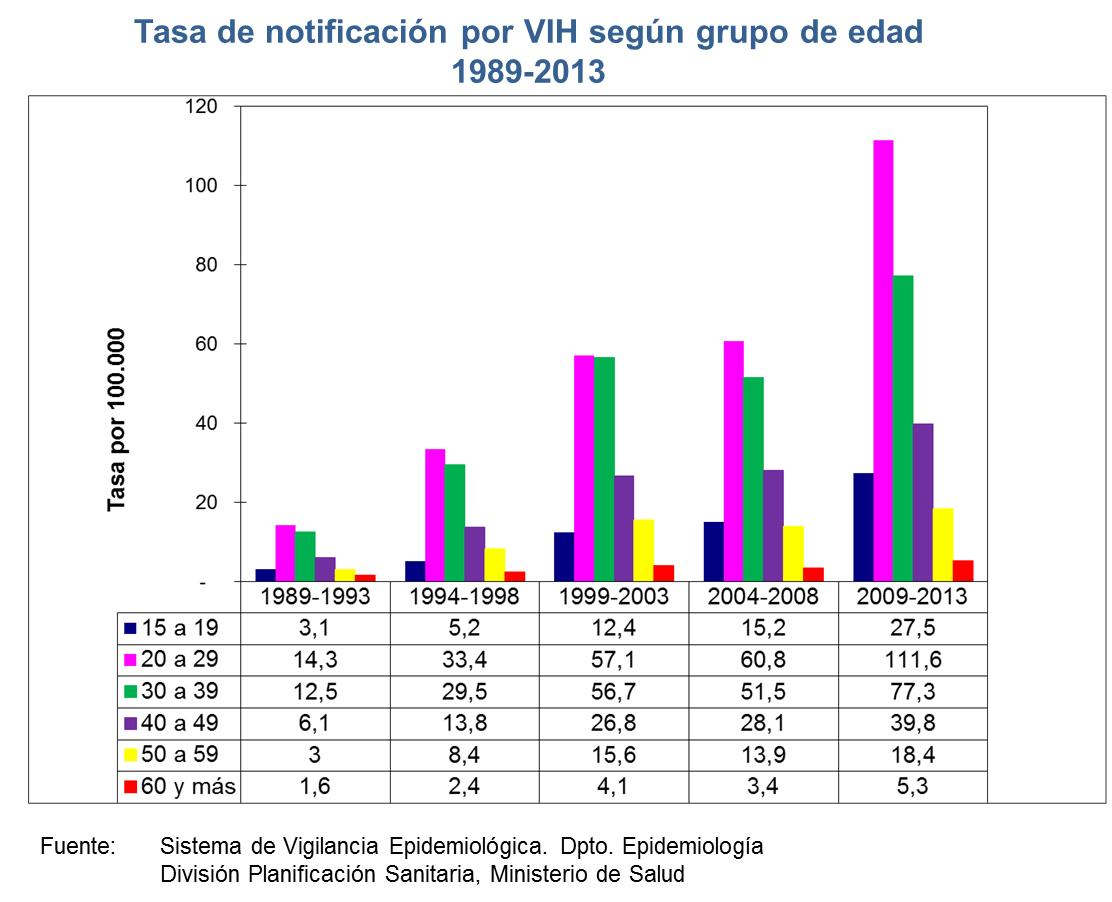 Tasa de notificación por VIH según grupo de edad
1989-2013
120
100
80
60
40
20
-
Tasa por 100.000
1989-1993 1994-1998 1999-2003 2004-2008 2009-2013
15 a 19 3,1 5,2 12,4 15,2 27,5
20 a 29 14,3 33,4 57,1 60,8 111,6
30 a 39 12,5 29,5 56,7 51,5 77,3
40 a 49 6,1 13,8 26,8 28,1 39,8
50 a 59 3 8,4 15,6 13,9 18,4
60 y más 1,6 2,4 4,1 3,4 5,3
Fuente: Sistema de Vigilancia Epidemiológica. Dpto. Epidemiología
División Planificación Sanitaria, Ministerio de Salud